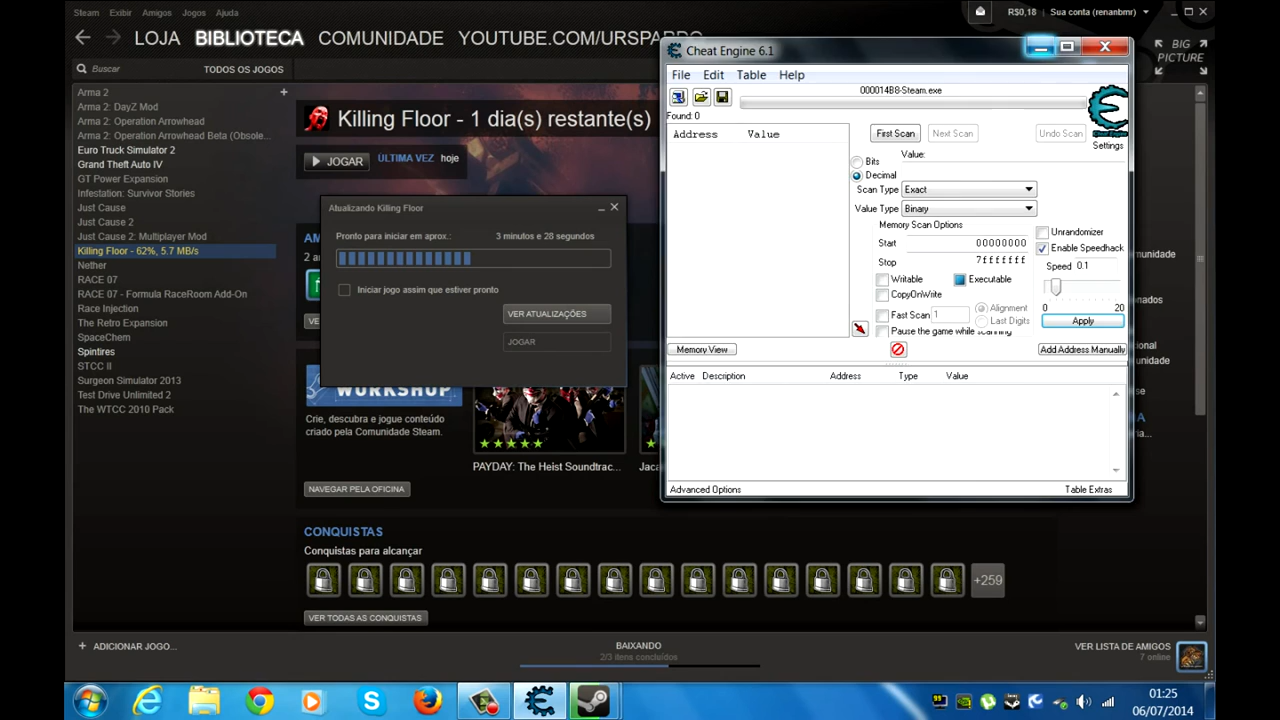 Steam Exibir Amigos Jogos Ajuda
R$0,18 Sua conta (renanbmr)
LOJA BIBLIOTECA COMUNIDADE YOUTUBE.COM/URSPARDO
BIG
PICTURE
Buscar TODOS OS JOGOS
Arma 2
Arma 2: DayZ Mod
Arma 2: Operation Arrowhead
Arma 2: Operation Arrowhead Beta (Obsole...
Euro Truck Simulator 2
Grand Theft Auto IV
GT Power Expansion
Infestation: Survivor Stories
Just Cause
Just Cause 2
Just Cause 2: Multiplayer Mod
Killing Floor - 62%, 5.7 MB/s
Nether
RACE 07
RACE 07 - Formula RaceRoom Add-On
Race Injection
The Retro Expansion
SpaceChem
Spintires
STCC II
Surgeon Simulator 2013
Test Drive Unlimited 2
The WTCC 2010 Pack
Killing Floor - 1 dia(s) restante(s)
JOGAR ÚLTIMA VEZ hoje
Atualizando Killing Floor
Pronto para iniciar em aprox.: 3 minutos e 28 segundos
Iniciar jogo assim que estiver pronto
VER ATUALIZAÇÕES
JOGAR
AM
2 a
VE
WORKSHOP
Crie, descubra e jogue conteúdo
criado pela Comunidade Steam.
NAVEGAR PELA OFICINA
PAYDAY: The Heist Soundtrac...
Jaca
CONQUISTAS
Conquistas para alcançar
+259
VER TODAS AS CONQUISTAS
Cheat Engine 6.1
File Edit Table Help
000014B8-Steam.exe
Found: 0
Address Value
First Scan Next Scan Undo Scan
Cheat Engine
Settings
Value:
Bits
Decimal
Scan Type Exact
Value Type Binary
Memory Scan Options
Start 00000000
Stop 7fffffff
Writable Executable
CopyOnWrite
Fast Scan 1 Alignment
Last Digits
Pause the game while scanning
Unrandomizer
Enable Speedhack
Speed 0.1
0 20
Apply
Memory View Add Address Manually
Active Description Address Type Value
Advanced Options Table Extras
munidade
onados
cional
munidade
A
ria...
ADICIONAR JOGO...
BAIXANDO
2/3 itens concluídos
VER LISTA DE AMIGOS
7 online
01:25
06/07/2014